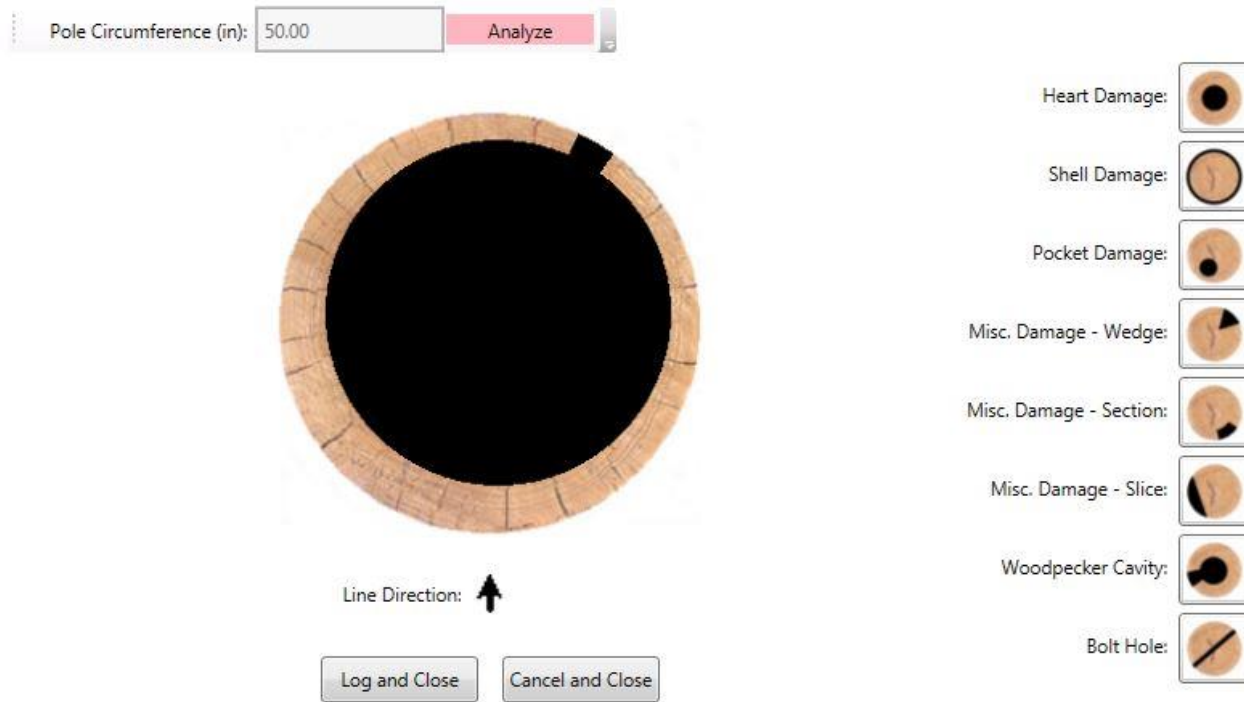 Pole Circumference (in): 50.00 Analyze
Heart Damage:
Shell Damage:
Pocket Damage:
Misc. Damage - Wedge:
Misc. Damage - Section:
Misc. Damage - Slice:
Woodpecker Cavity:
Bolt Hole:
Line Direction:
Log and Close Cancel and Close